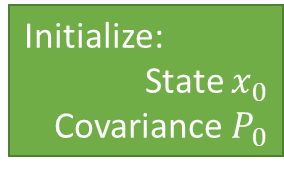 Initialize:
State x₀
Covariance P₀